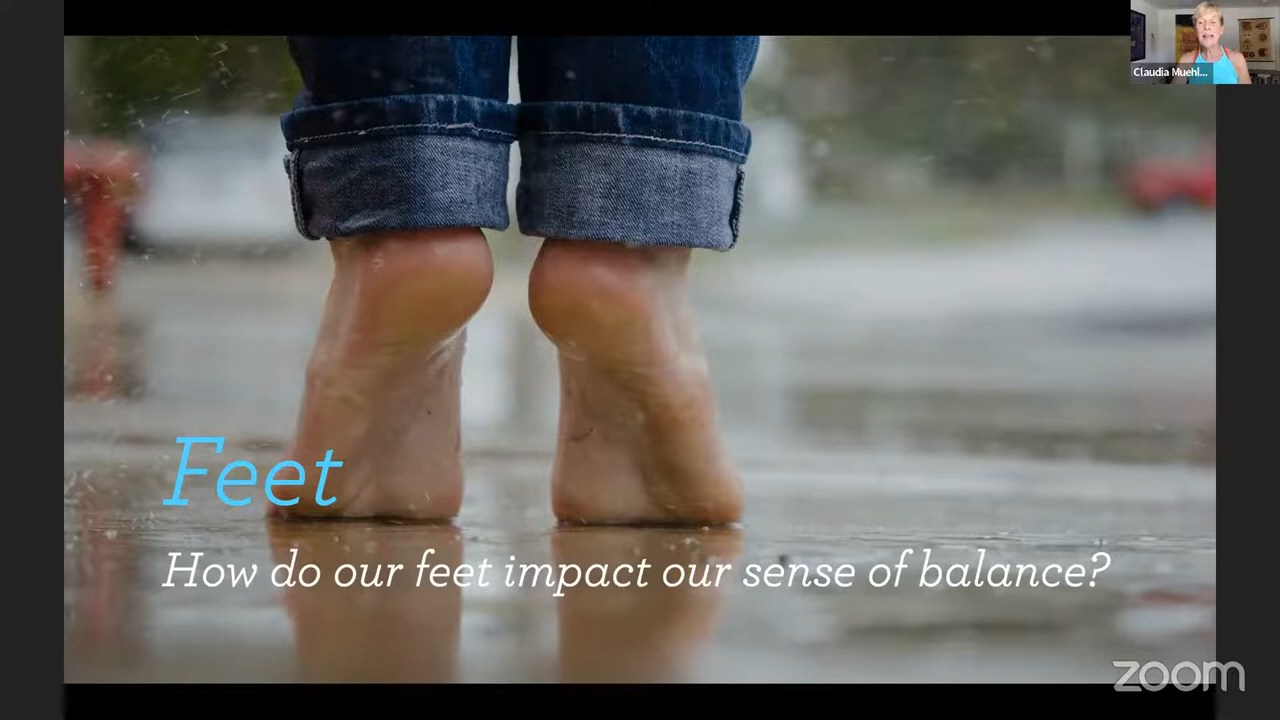 Claudia Muehl...
Feet
How do our feet impact our sense of balance?
zoom